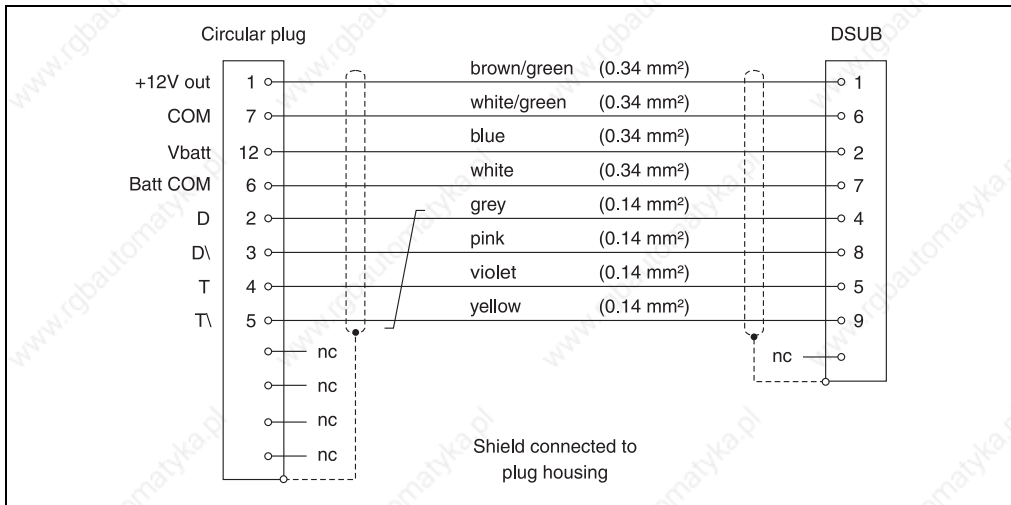 Circular plug DSUB
+12V out 1 brown/green (0.34 mm²) 1
COM 7 white/green (0.34 mm²) 6
Vbatt 12 blue (0.34 mm²) 2
Batt COM 6 white (0.34 mm²) 7
D 2 grey (0.14 mm²) 4
D\ 3 pink (0.14 mm²) 8
T 4 violet (0.14 mm²) 5
T\ 5 yellow (0.14 mm²) 9
nc nc
nc
nc
nc
Shield connected to
plug housing
www.rgbautomatyka.pl